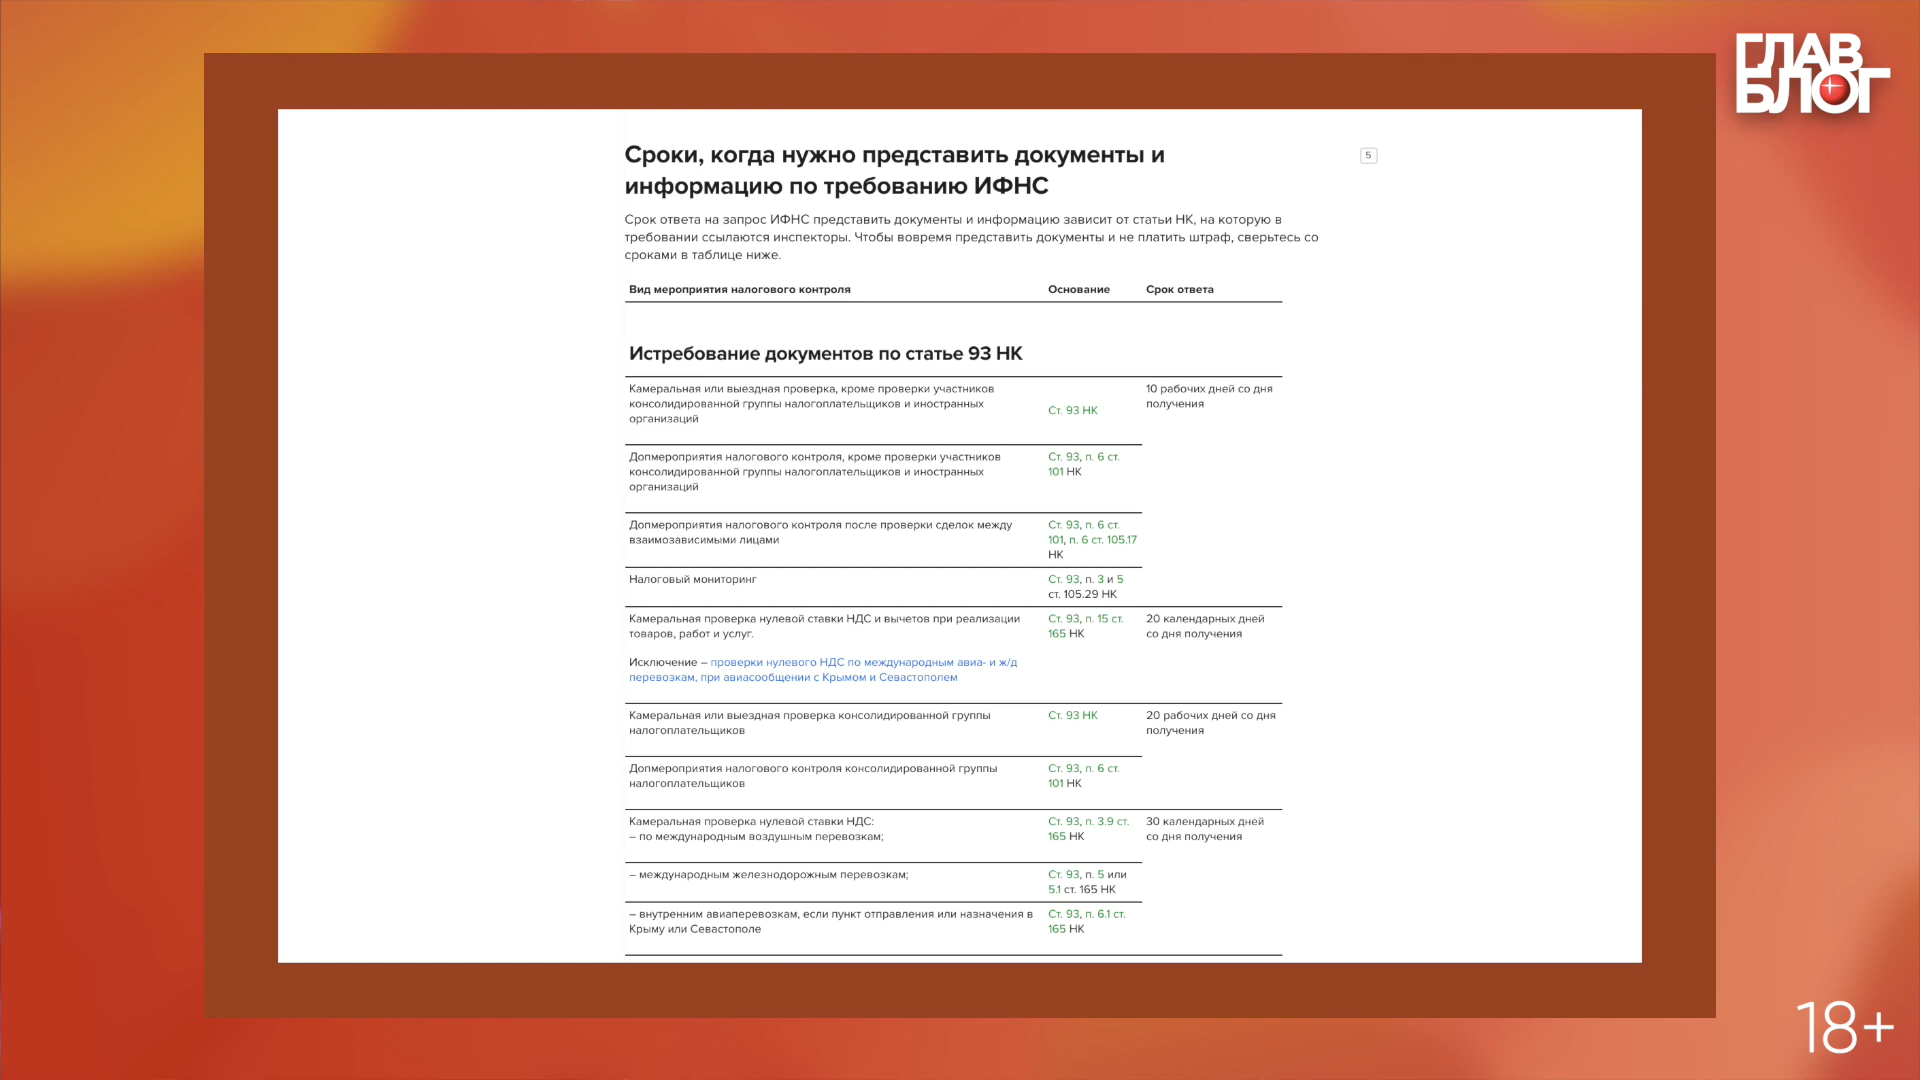 ГЛАВ
БЛОГ
Сроки, когда нужно представить документы и
информацию по требованию ИФНС
5
Срок ответа на запрос ИФНС представить документы и информацию зависит от статьи НК, на которую в
требовании ссылаются инспекторы. Чтобы вовремя представить документы и не платить штраф, сверьтесь со
сроками в таблице ниже.
Вид мероприятия налогового контроля
Основание
Срок ответа
Истребование документов по статье 93 НК
Камеральная или выездная проверка, кроме проверки участников
консолидированной группы налогоплательщиков и иностранных
организаций
Ст. 93 НК
10 рабочих дней со дня
получения
Допмероприятия налогового контроля, кроме проверки участников
консолидированной группы налогоплательщиков и иностранных
организаций
Ст. 93, п. 6 ст.
101 НК
Допмероприятия налогового контроля после проверки сделок между
взаимозависимыми лицами
Ст. 93, п. 6 ст.
101, п. 6 ст. 105.17
НК
Налоговый мониторинг
Ст. 93, п. 3 и 5
ст. 105.29 НК
Камеральная проверка нулевой ставки НДС и вычетов при реализации
товаров, работ и услуг.
Исключение – проверки нулевого НДС по международным авиа- и ж/д
перевозкам, при авиасообщении с Крымом и Севастополем
Ст. 93, п. 15 ст.
165 НК
20 календарных дней
со дня получения
Камеральная или выездная проверка консолидированной группы
налогоплательщиков
Ст. 93 НК
20 рабочих дней со дня
получения
Допмероприятия налогового контроля консолидированной группы
налогоплательщиков
Ст. 93, п. 6 ст.
101 НК
Камеральная проверка нулевой ставки НДС:
– по международным воздушным перевозкам;
Ст. 93, п. 3.9 ст.
165 НК
30 календарных дней
со дня получения
– международным железнодорожным перевозкам;
Ст. 93, п. 5 или
5.1 ст. 165 НК
– внутренним авиаперевозкам, если пункт отправления или назначения в
Крыму или Севастополе
Ст. 93, п. 6.1 ст.
165 НК
18+